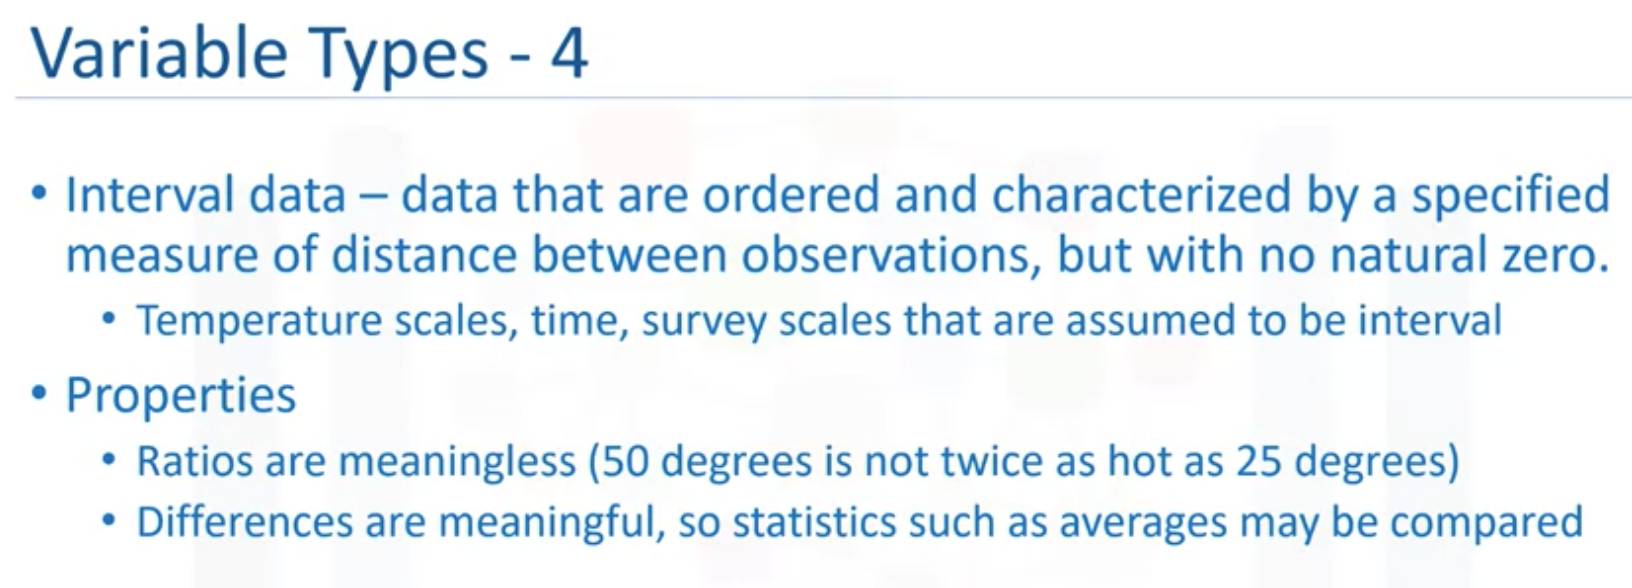 Variable Types - 4
• Interval data – data that are ordered and characterized by a specified
measure of distance between observations, but with no natural zero.
• Temperature scales, time, survey scales that are assumed to be interval
• Properties
• Ratios are meaningless (50 degrees is not twice as hot as 25 degrees)
• Differences are meaningful, so statistics such as averages may be compared